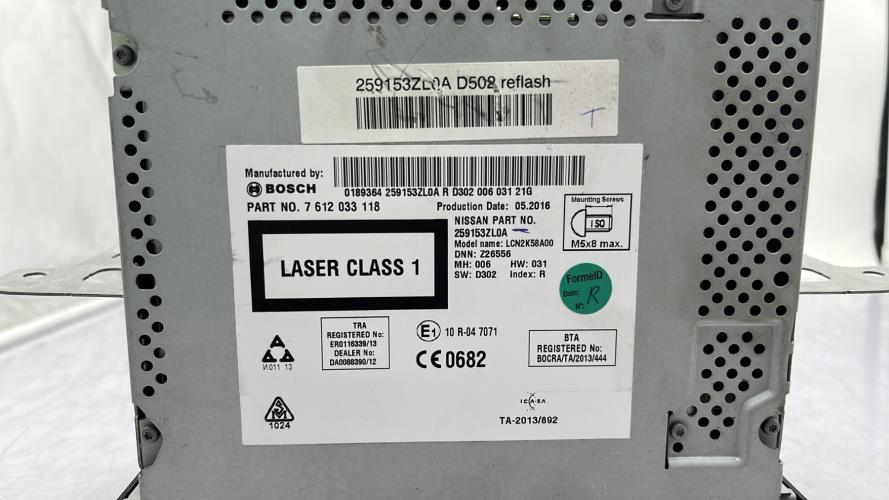 259153ZL0A D502 reflash
T
Manufactured by:
BOSCH
0189364 259153ZL0A R D302 006 031 21G
PART NO. 7 612 033 118
Production Date: 05.2016
NISSAN PART NO.
259153ZL0A
Model name: LCN2K58A00
DNN: Z26556
MH: 006 HW: 031
SW: D302 Index: R
Mounting Screws
ISO
M5x8 max.
LASER CLASS 1
FormelD
Date:
R
Nº:
TRA
REGISTERED No:
ER0116339/13
DEALER No:
DA0088390/12
E1 10 R-04 7071
CE0682
BTA
REGISTERED No:
BOCRA/TA/2013/444
И011 13
1024
ICASA
TA-2013/892